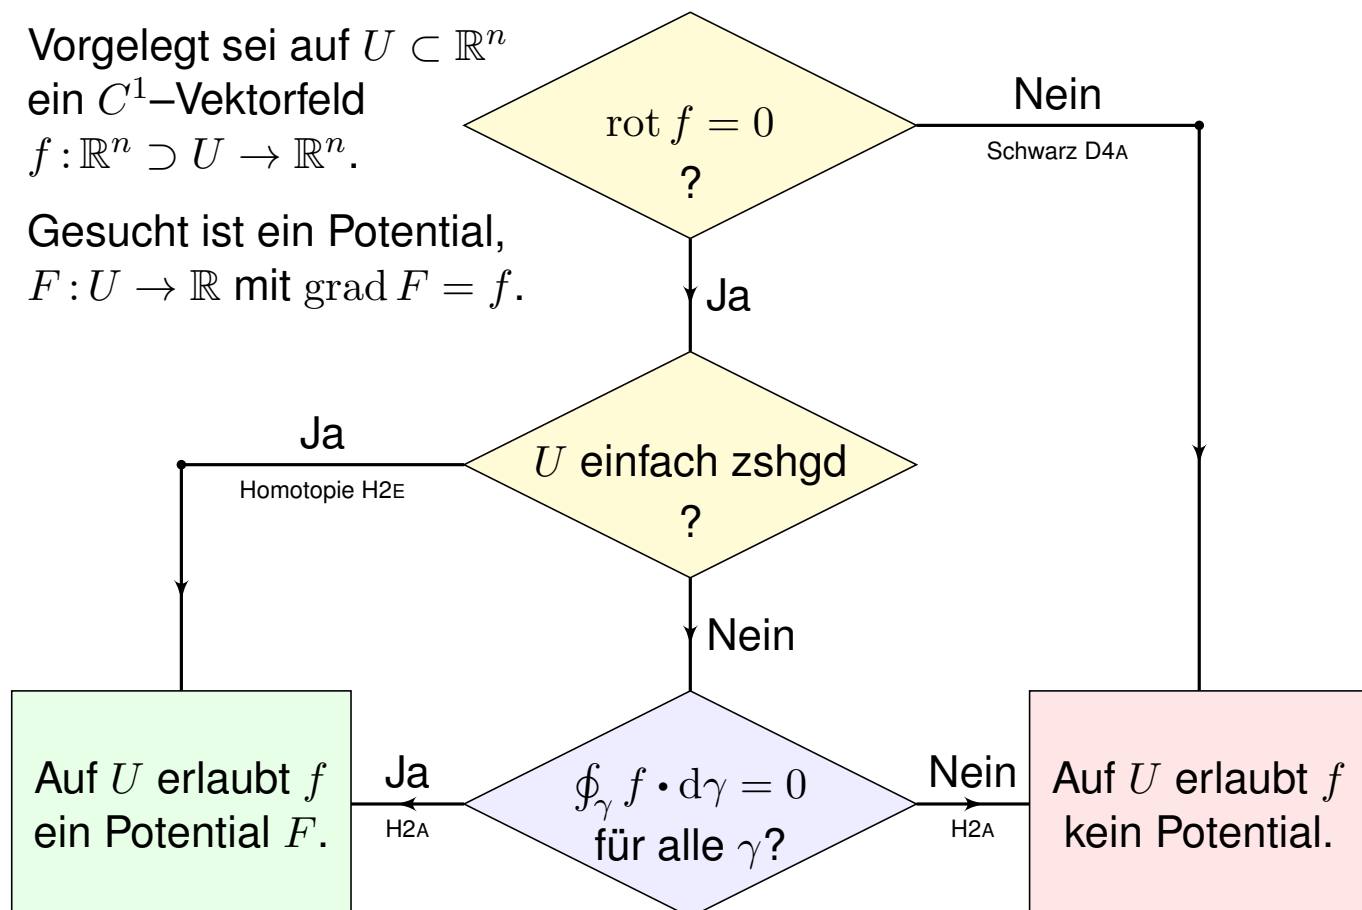 Vorgelegt sei auf U ⊂ ℝⁿ
ein C¹–Vektorfeld
f : ℝⁿ ⊃ U → ℝⁿ.
Gesucht ist ein Potential,
F : U → ℝ mit grad F = f.
rot f = 0
?
Nein
Schwarz D4A
Ja
U einfach zshgd
?
Ja
Homotopie H2E
Nein
∮_γ f • dγ = 0
für alle γ?
Ja
H2A
Nein
H2A
Auf U erlaubt f
ein Potential F.
Auf U erlaubt f
kein Potential.